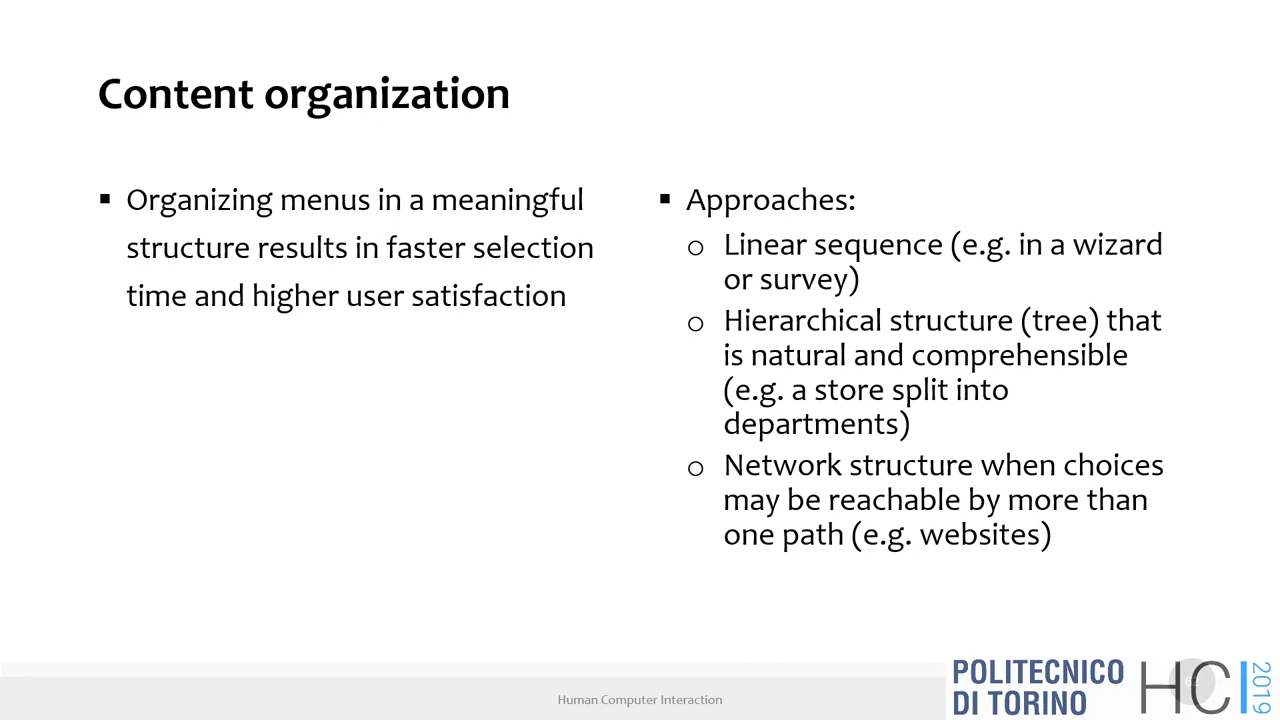 Content organization
▪ Organizing menus in a meaningful
structure results in faster selection
time and higher user satisfaction
▪ Approaches:
o Linear sequence (e.g. in a wizard
or survey)
o Hierarchical structure (tree) that
is natural and comprehensible
(e.g. a store split into
departments)
o Network structure when choices
may be reachable by more than
one path (e.g. websites)
Human Computer Interaction
POLITECNICO
DI TORINO
HCI
2019